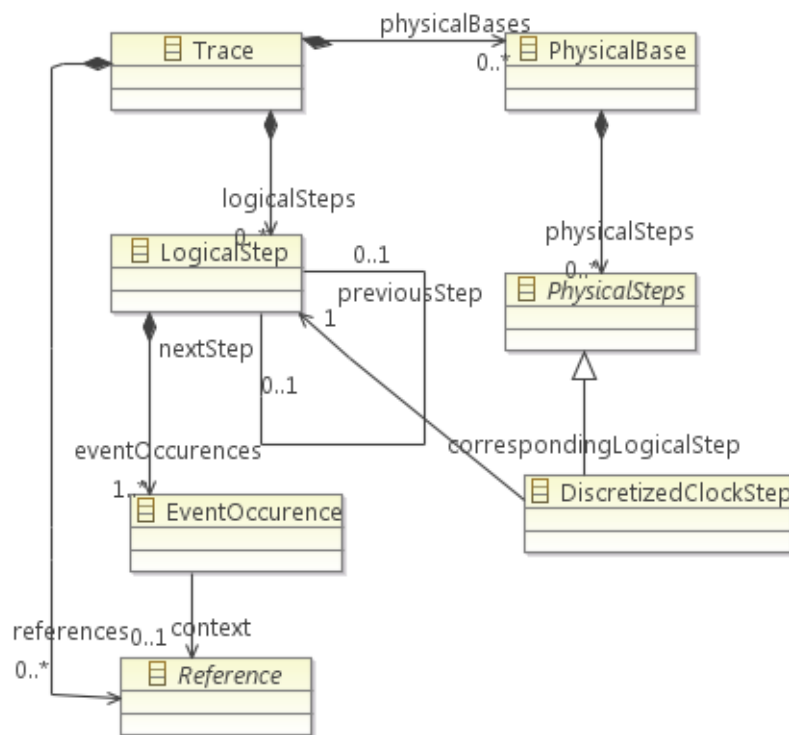 physicalBases
Trace
PhysicalBase
0..*
logicalSteps
0..*
LogicalStep
0..1
physicalSteps
0..*
previousStep
PhysicalSteps
1
nextStep
0..1
correspondingLogicalStep
eventOccurences
1..*
DiscretizedClockStep
EventOccurence
references
0..1
context
0..*
Reference